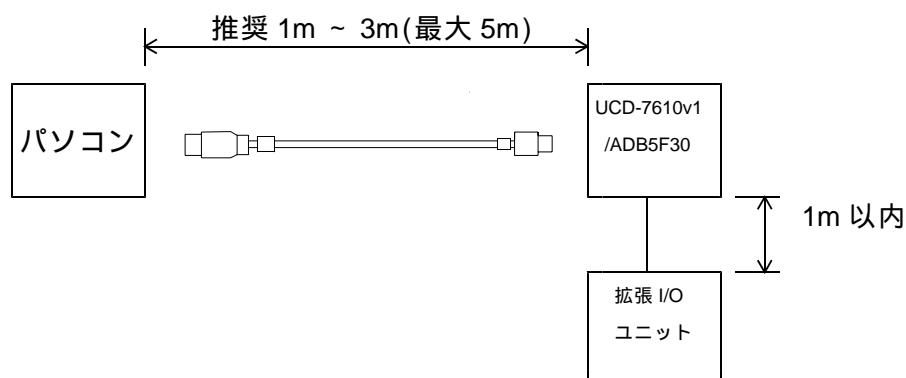 推奨 1m ~ 3m(最大 5m)
パソコン
UCD-7610v1
/ADB5F30
1m 以内
拡張 I/O
ユニット